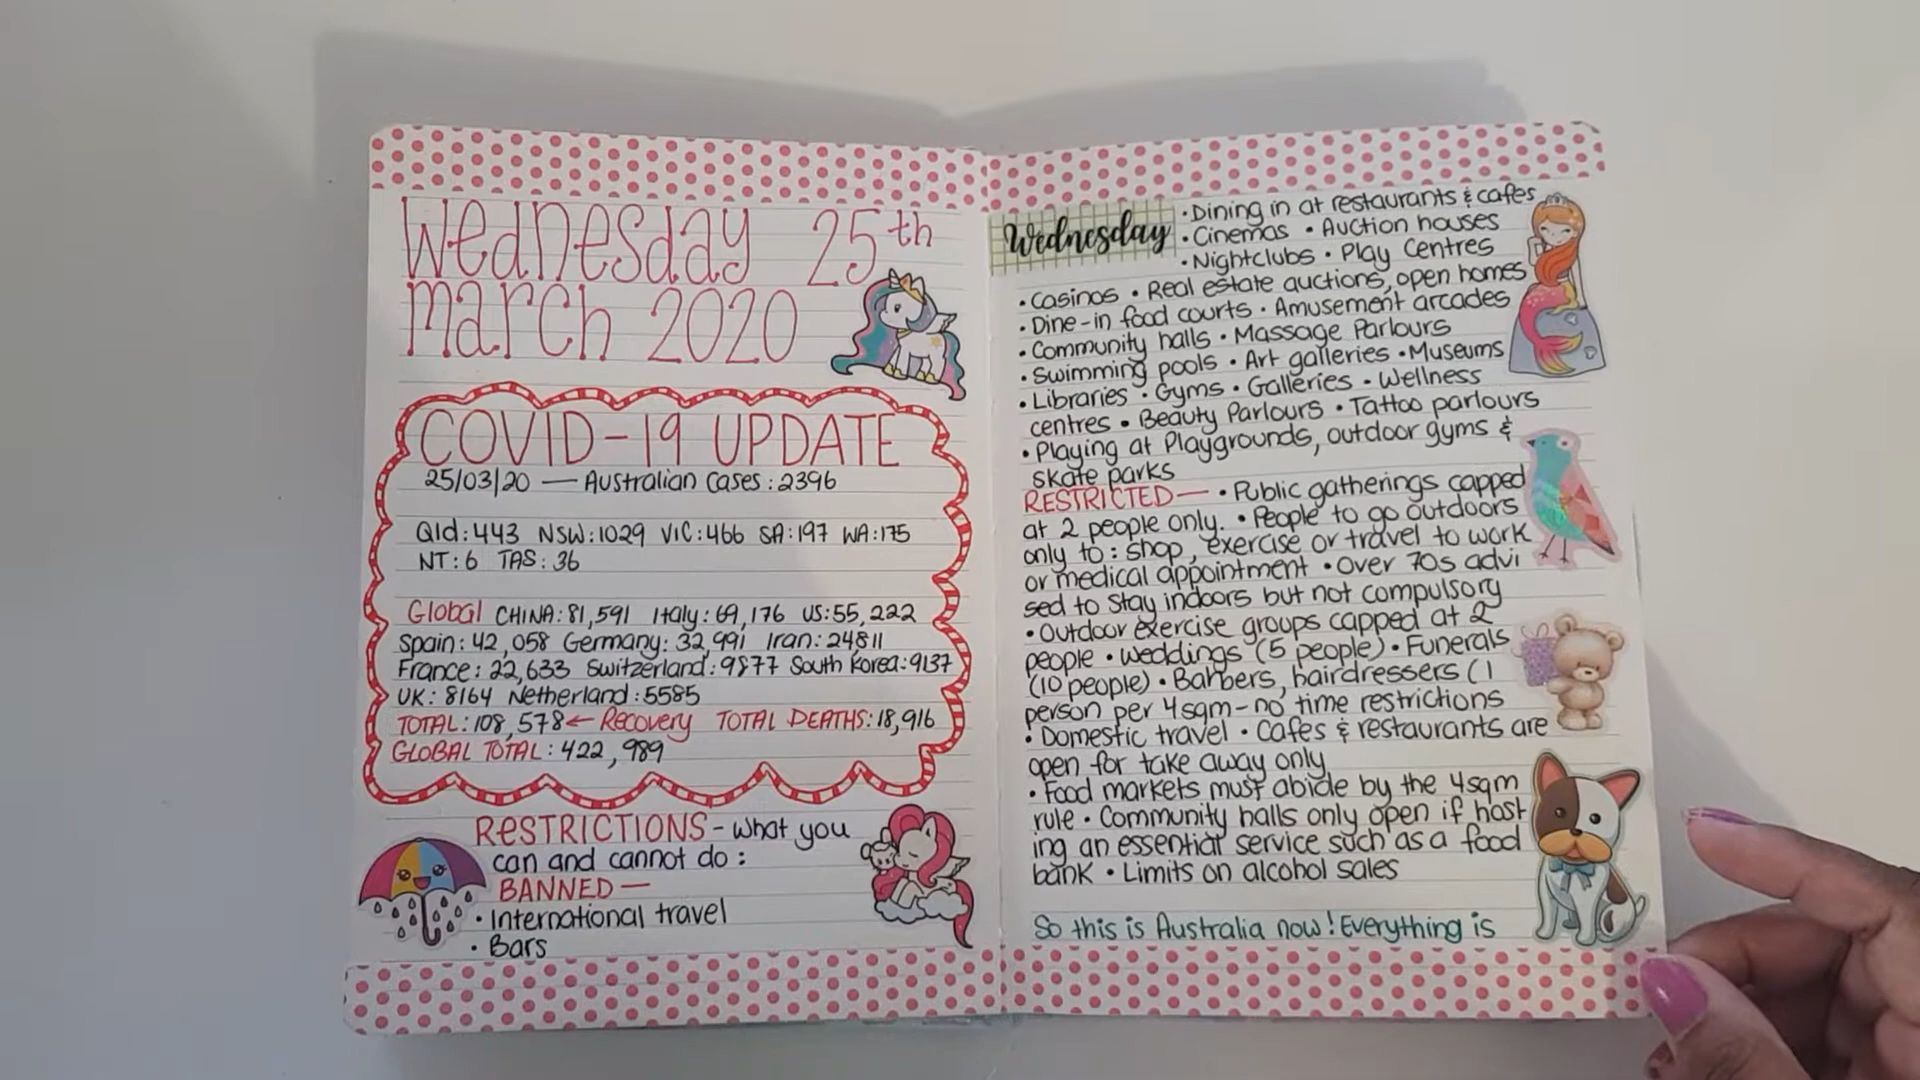 Wednesday 25th
March 2020
COVID-19 UPDATE
25/03/20 — Australian Cases: 2396
Qld: 443 NSW: 1029 VIC: 466 SA: 197 WA: 175
NT: 6 TAS: 36
Global CHINA: 81,591 Italy: 69,176 US: 55,222
Spain: 42,058 Germany: 32,991 Iran: 24811
France: 22,633 Switzerland: 9877 South Korea: 9137
UK: 8164 Netherland: 5585
TOTAL: 108,578 ← Recovery TOTAL DEATHS: 18,916
GLOBAL TOTAL: 422,989
RESTRICTIONS - What you
can and cannot do:
BANNED —
• International travel
• Bars
Wednesday
• Dining in at restaurants & cafes
• Cinemas • Auction houses
• Nightclubs • Play Centres
• Casinos • Real estate auctions, open homes
• Dine-in food courts • Amusement arcades
• Community halls • Massage Parlours
• Swimming pools • Art galleries • Museums
• Libraries • Gyms • Galleries • Wellness
centres • Beauty Parlours • Tattoo parlours
• Playing at Playgrounds, outdoor gyms &
skate parks
RESTRICTED — • Public gatherings capped
at 2 people only. • People to go outdoors
only to: shop, exercise or travel to work
or medical appointment • Over 70s advi
sed to stay indoors but not compulsory
• Outdoor exercise groups capped at 2
people • Weddings (5 people) • Funerals
(10 people) • Barbers, hairdressers (1
person per 4sqm - no time restrictions
• Domestic travel • Cafes & restaurants are
open for take away only
• Food markets must abide by the 4sqm
rule • Community halls only open if host
ing an essential service such as a food
bank • Limits on alcohol sales
So this is Australia now! Everything is